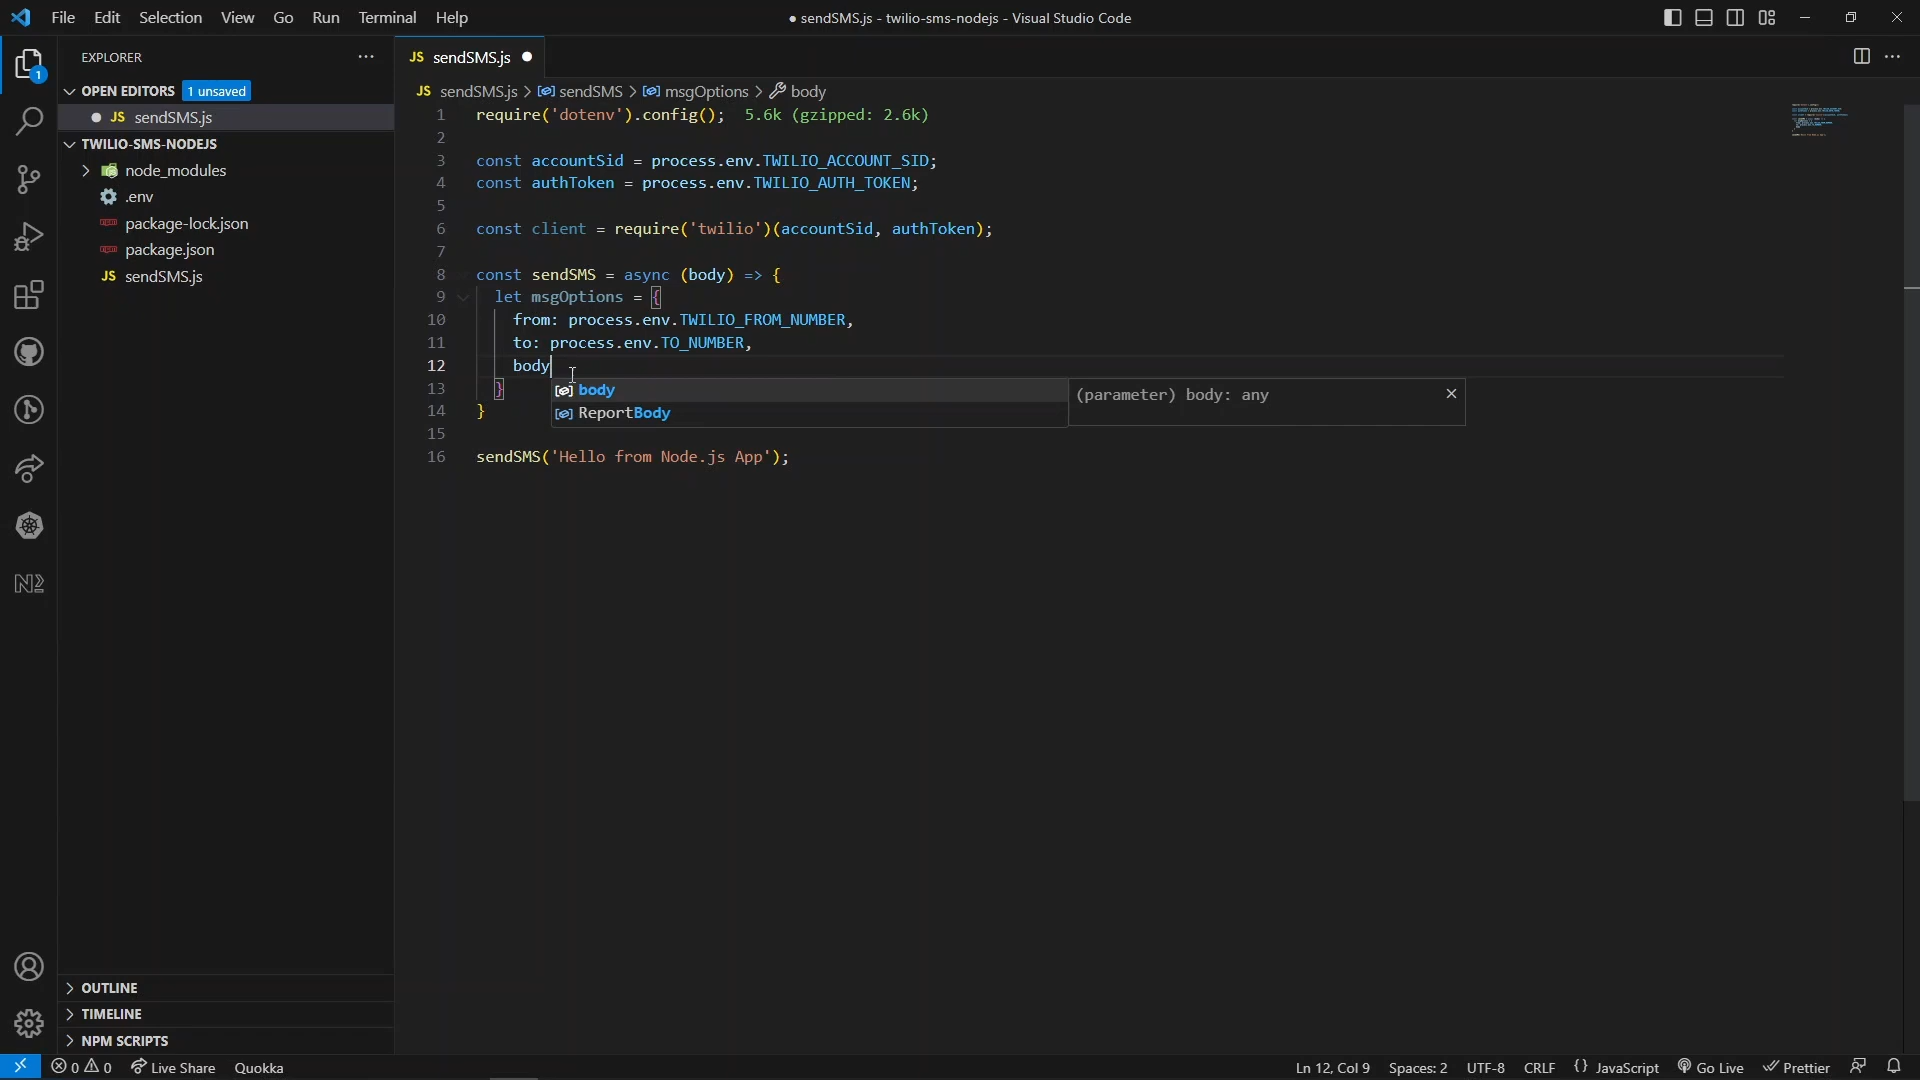 File Edit Selection View Go Run Terminal Help
● sendSMS.js - twilio-sms-nodejs - Visual Studio Code
EXPLORER
1
OPEN EDITORS 1 unsaved
JS sendSMS.js
TWILIO-SMS-NODEJS
node_modules
.env
package-lock.json
package.json
JS sendSMS.js
OUTLINE
TIMELINE
NPM SCRIPTS
JS sendSMS.js
JS sendSMS.js > sendSMS > msgOptions > body
1 require('dotenv').config(); 5.6k (gzipped: 2.6k)
2
3 const accountSid = process.env.TWILIO_ACCOUNT_SID;
4 const authToken = process.env.TWILIO_AUTH_TOKEN;
5
6 const client = require('twilio')(accountSid, authToken);
7
8 const sendSMS = async (body) => {
9 let msgOptions = {
10 from: process.env.TWILIO_FROM_NUMBER,
11 to: process.env.TO_NUMBER,
12 body
13 }
14 }
15
16 sendSMS('Hello from Node.js App');
body
ReportBody
(parameter) body: any
0 0 Live Share Quokka
Ln 12, Col 9 Spaces: 2 UTF-8 CRLF {} JavaScript Go Live Prettier